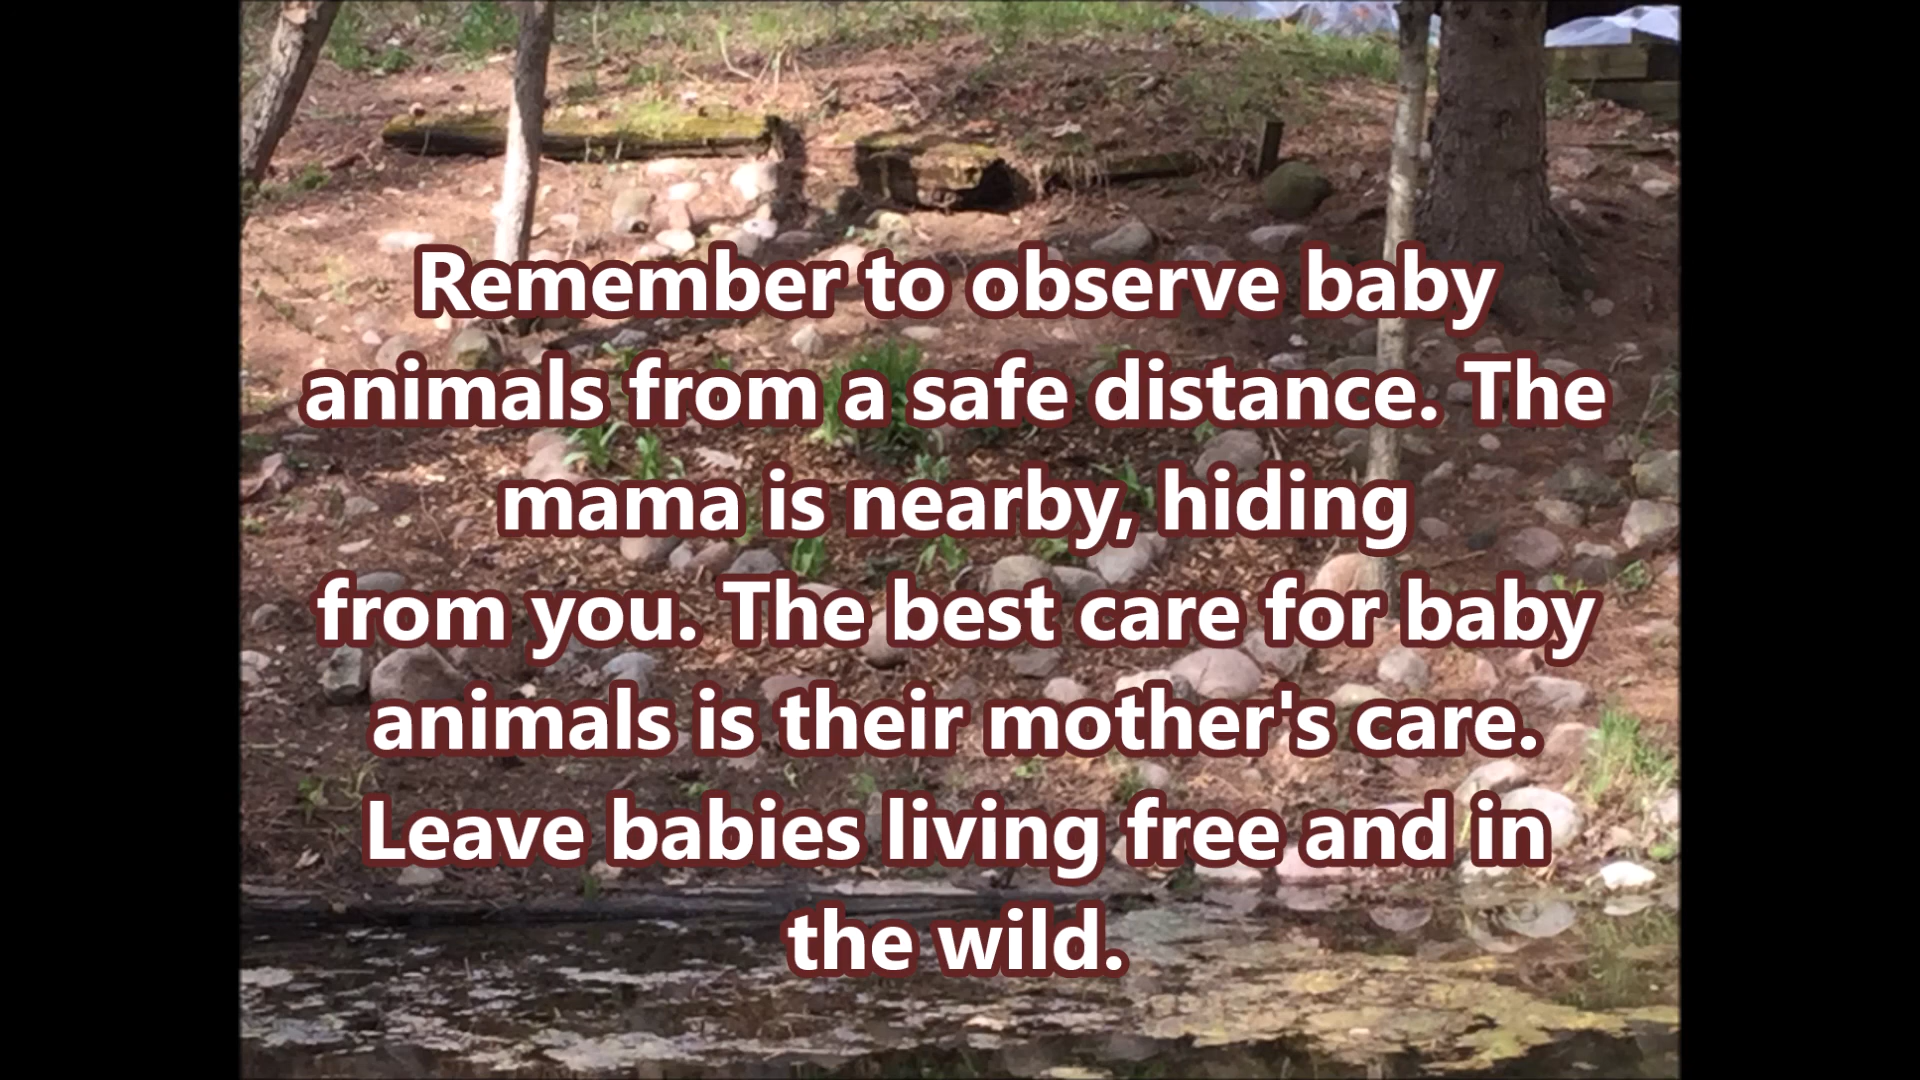 Remember to observe baby
animals from a safe distance. The
mama is nearby, hiding
from you. The best care for baby
animals is their mother's care.
Leave babies living free and in
the wild.